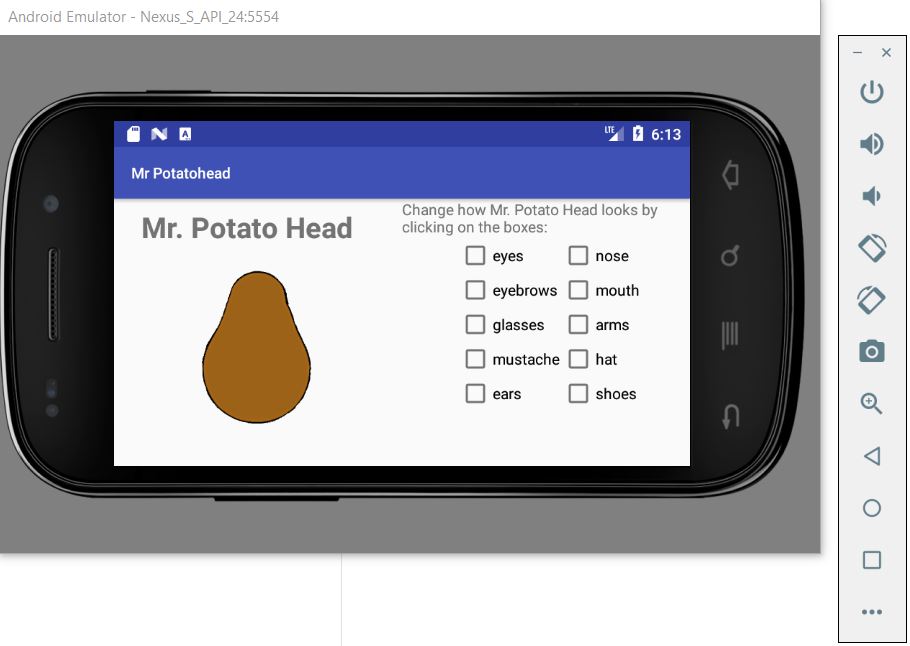 Android Emulator - Nexus_S_API_24:5554
LTE
6:13
Mr Potatohead
Mr. Potato Head
Change how Mr. Potato Head looks by
clicking on the boxes:
eyes
nose
eyebrows
mouth
glasses
arms
mustache
hat
ears
shoes